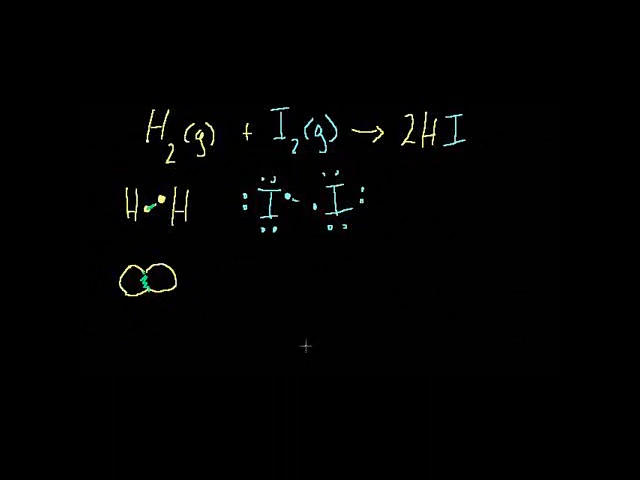 H₂(g) + I₂(g) → 2HI
H H :I· ·I: